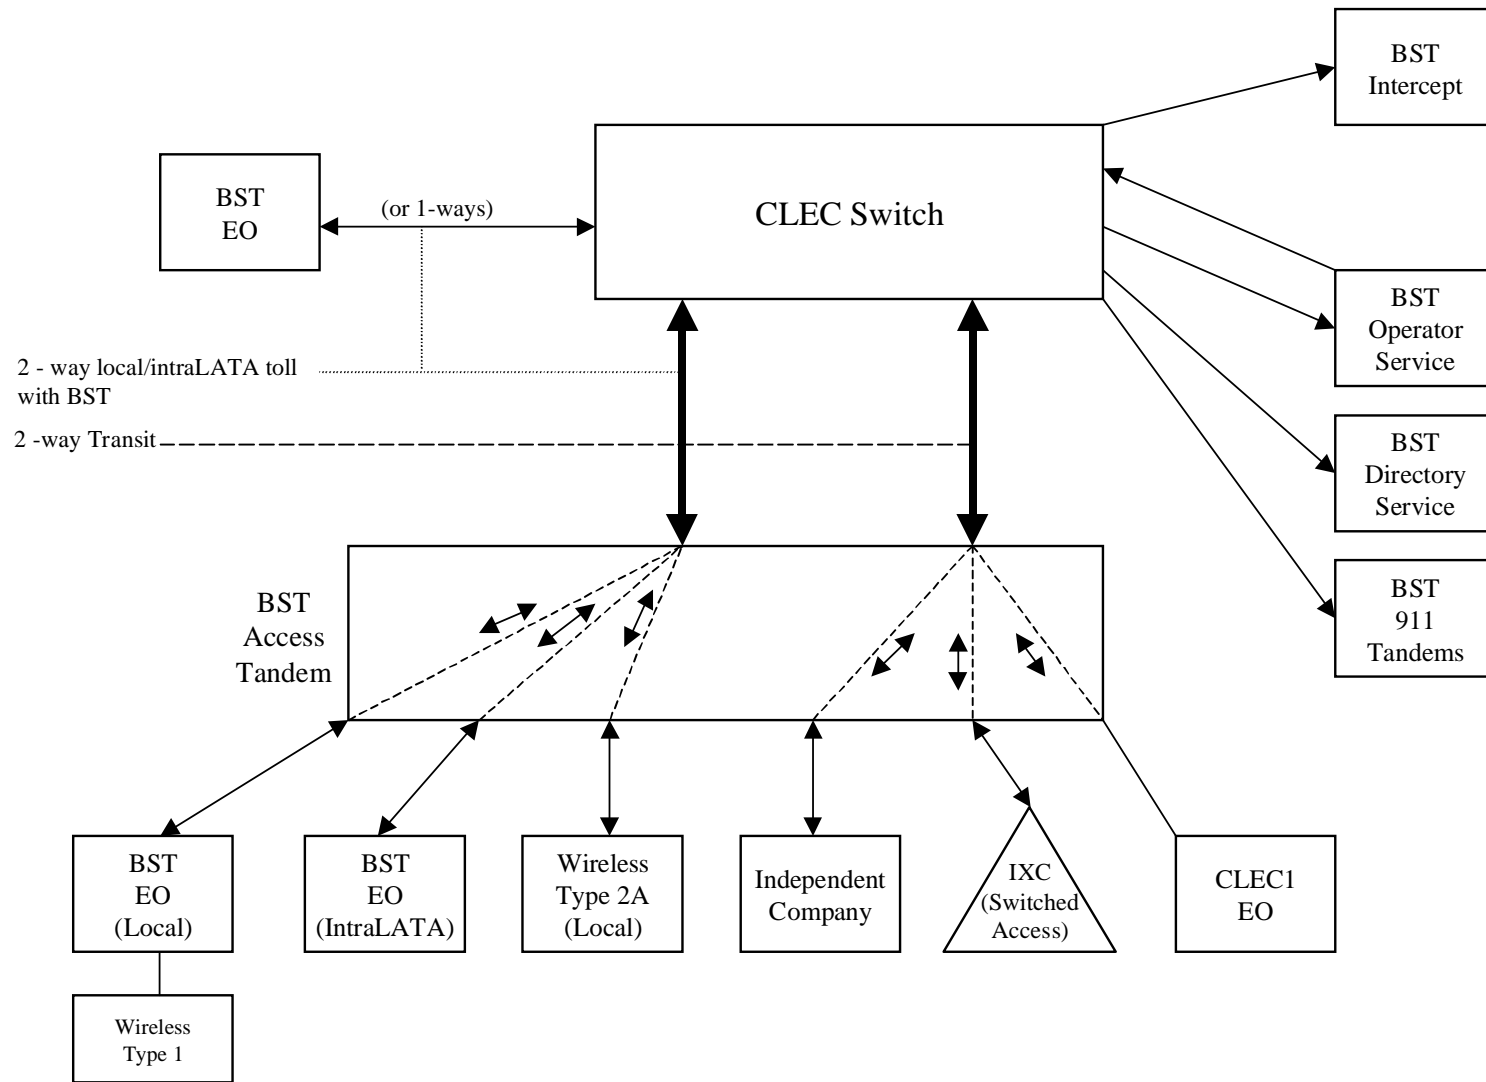 BST
Intercept
BST
EO
(or 1-ways)
CLEC Switch
BST
Operator
Service
2 - way local/intraLATA toll
with BST
2 -way Transit
BST
Directory
Service
BST
911
Tandems
BST
Access
Tandem
BST
EO
(Local)
BST
EO
(IntraLATA)
Wireless
Type 2A
(Local)
Independent
Company
IXC
(Switched
Access)
CLEC1
EO
Wireless
Type 1